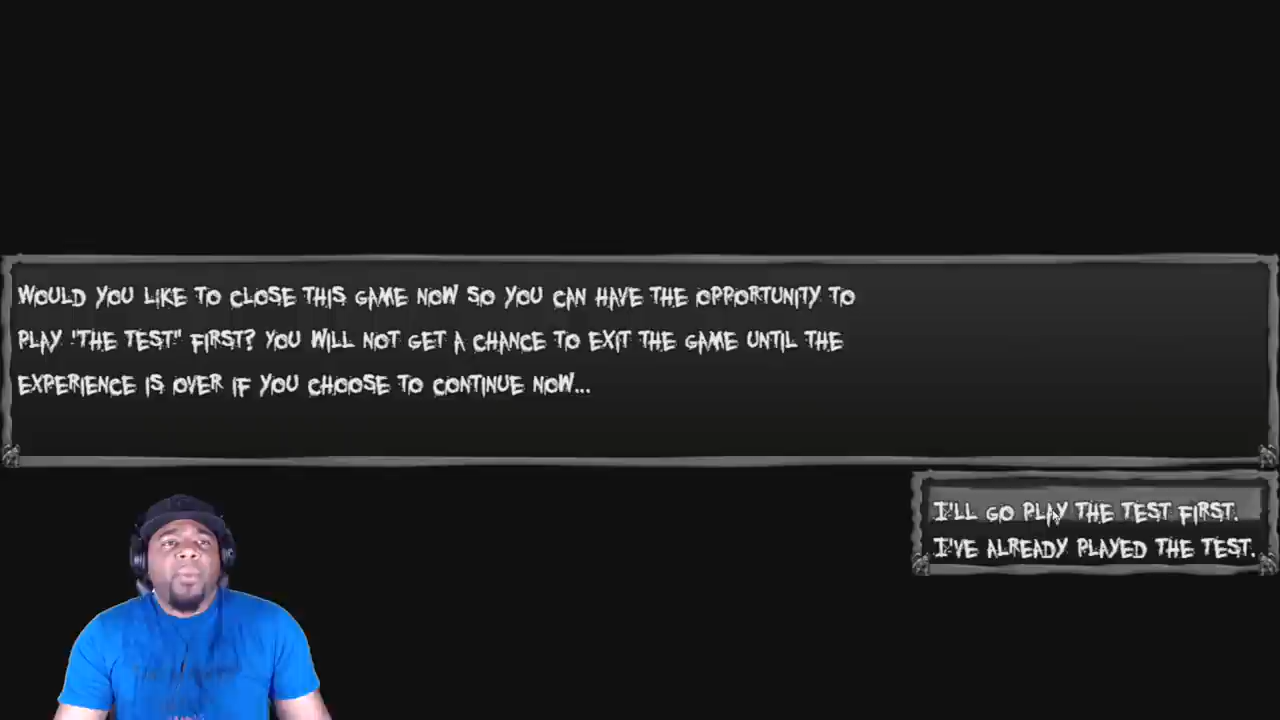 WOULD YOU LIKE TO CLOSE THIS GAME NOW SO YOU CAN HAVE THE OPPORTUNITY TO
PLAY "THE TEST" FIRST? YOU WILL NOT GET A CHANCE TO EXIT THE GAME UNTIL THE
EXPERIENCE IS OVER IF YOU CHOOSE TO CONTINUE NOW...
I'LL GO PLAY THE TEST FIRST.
I'VE ALREADY PLAYED THE TEST.